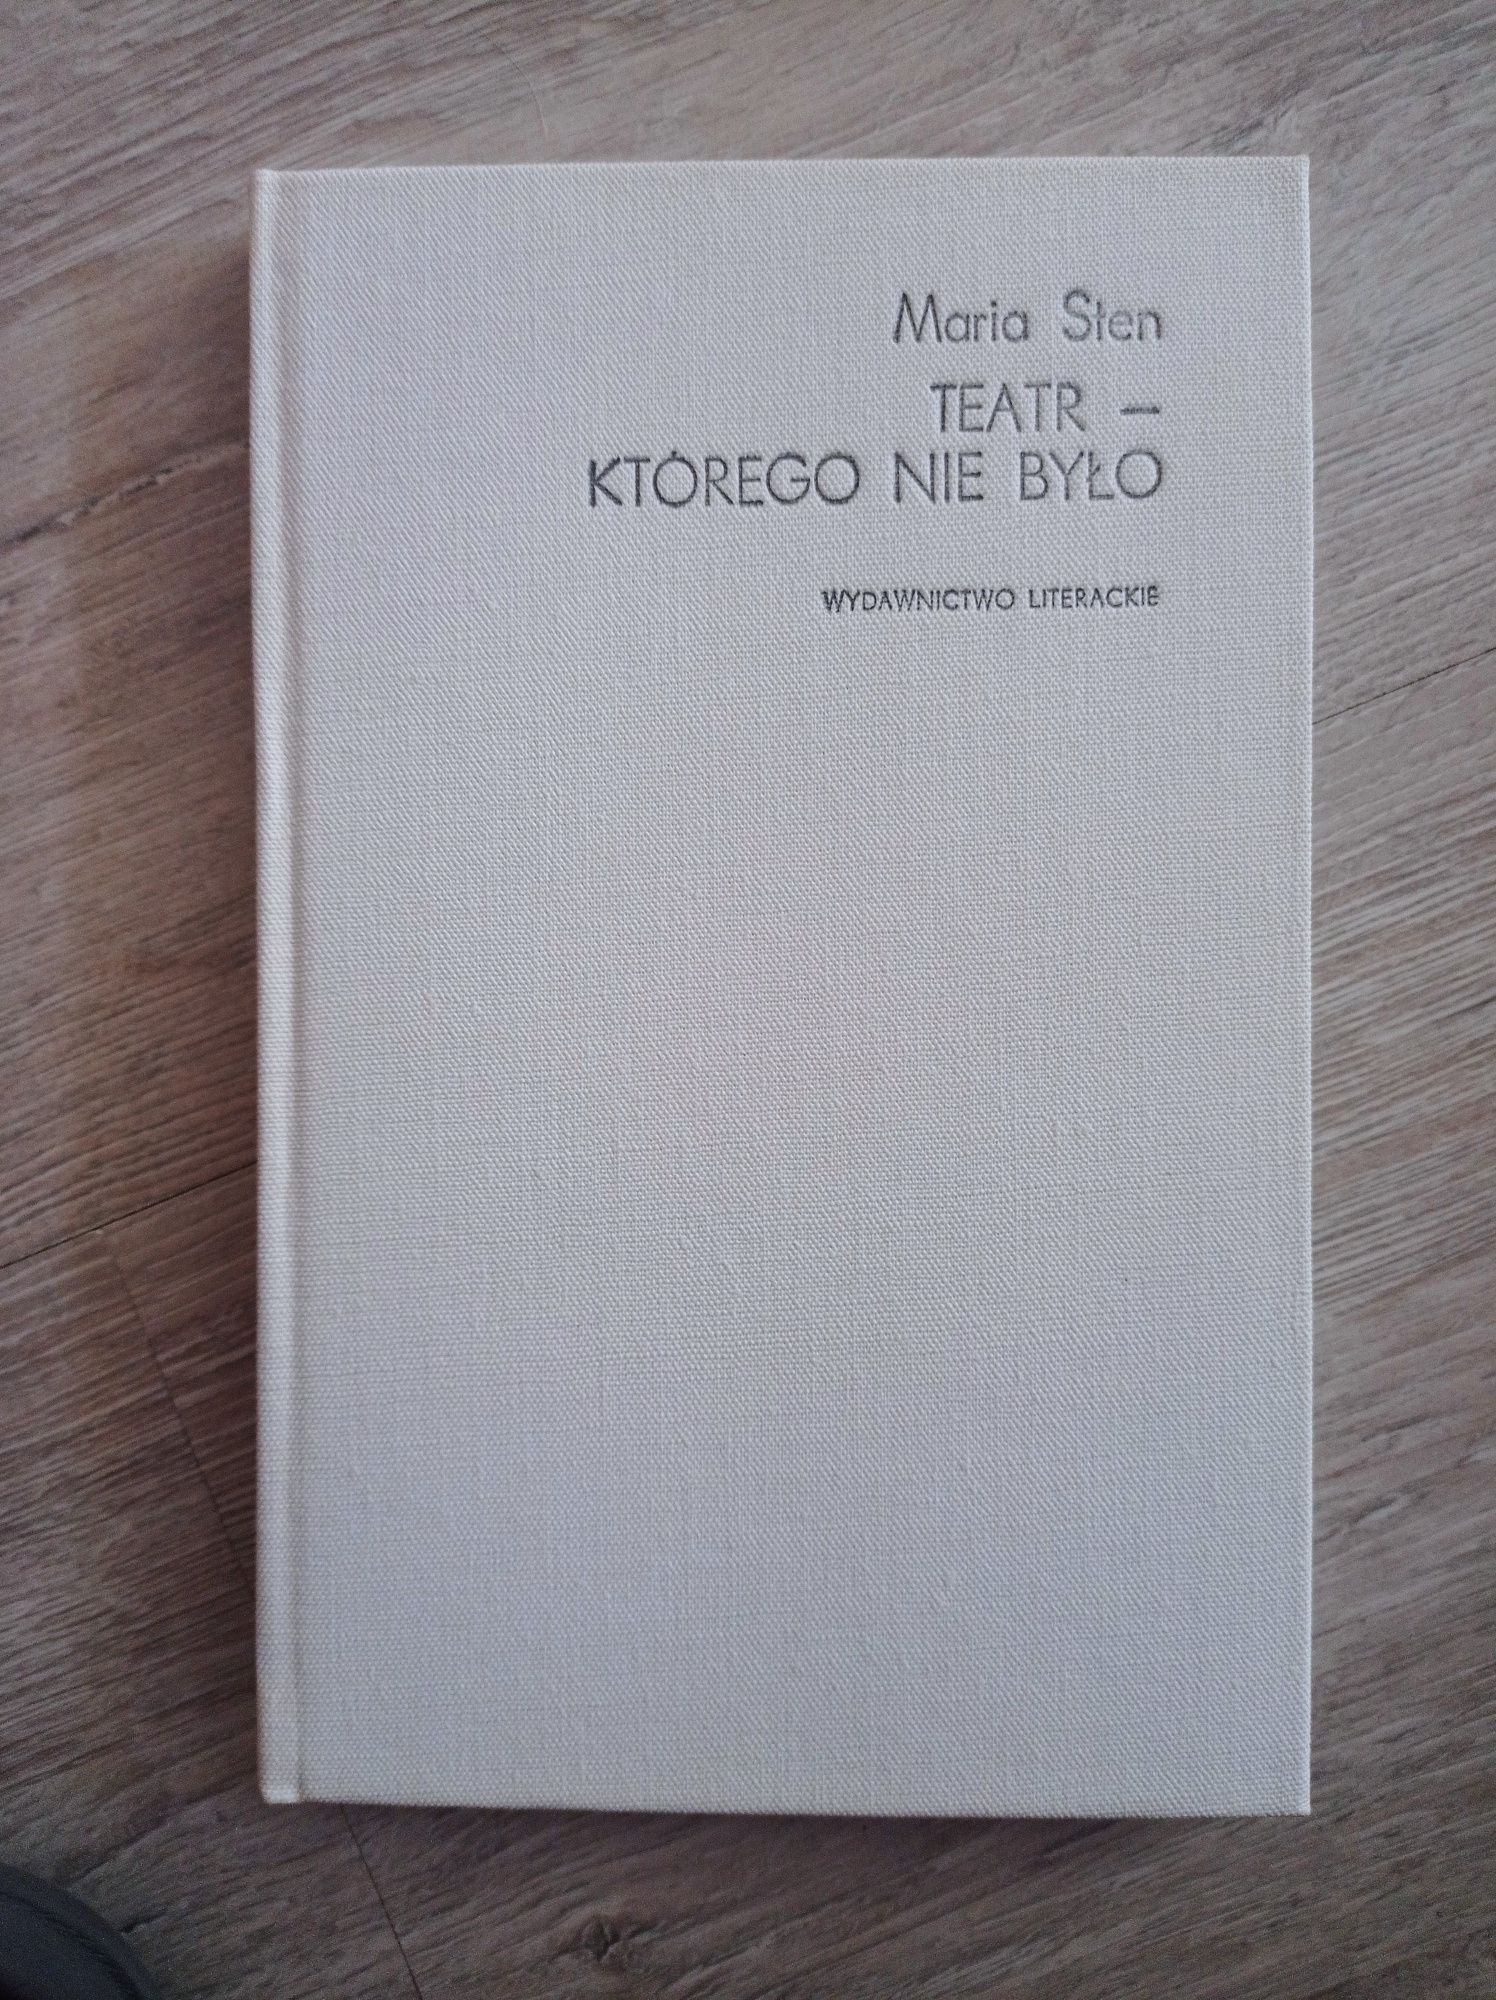 Maria Sten
TEATR –
KTÓREGO NIE BYŁO
WYDAWNICTWO LITERACKIE